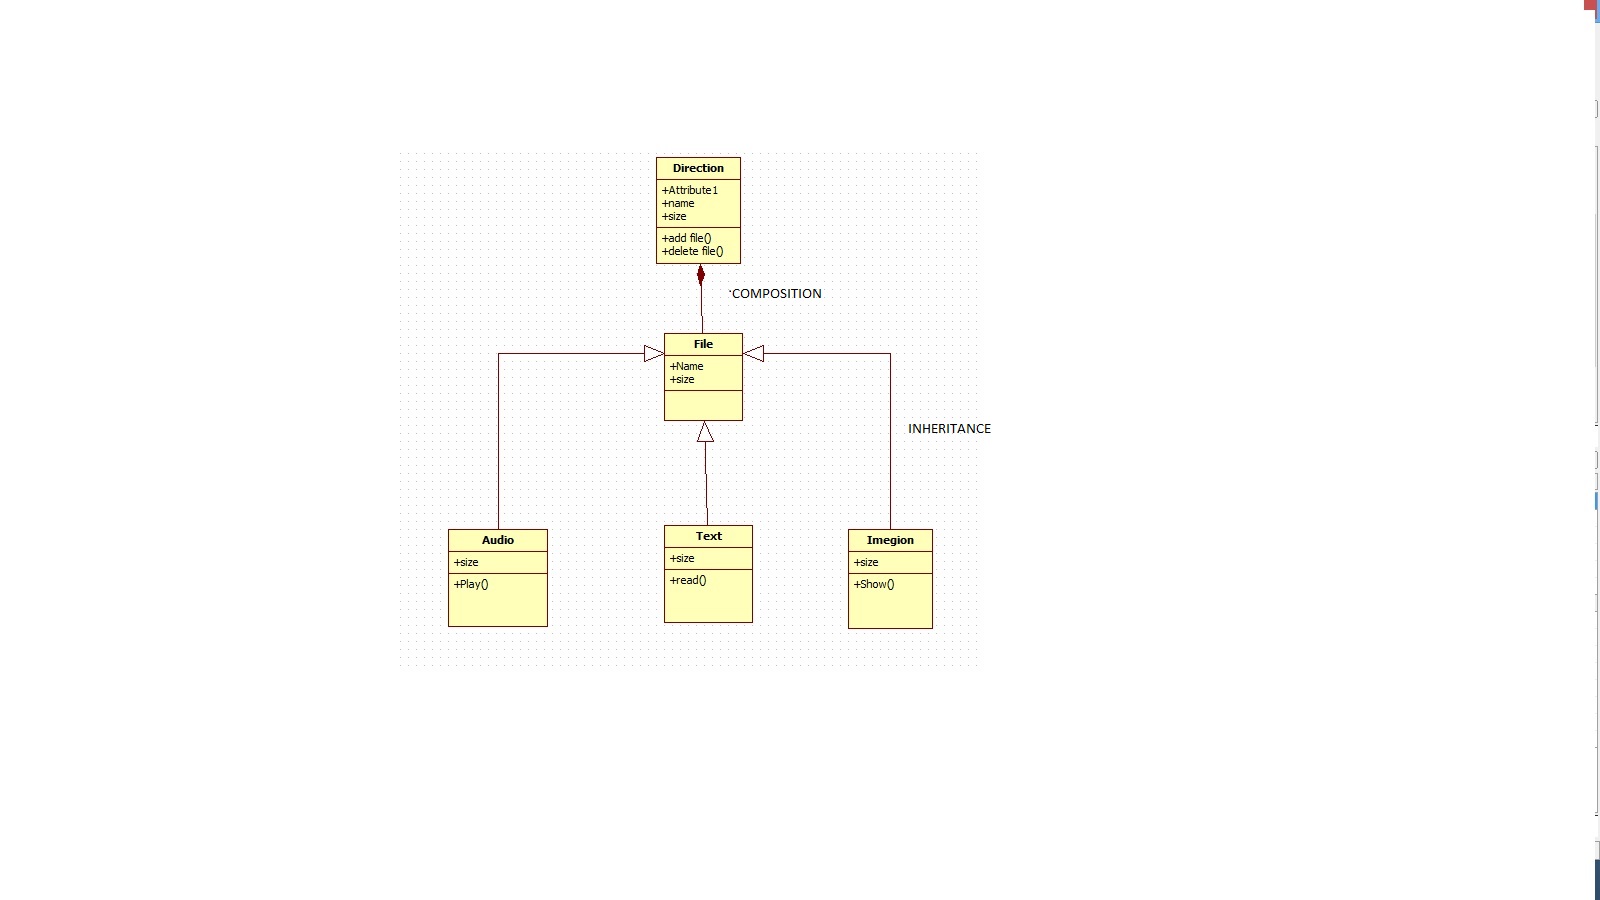 Direction
+Attribute1
+name
+size
+add file()
+delete file()
'COMPOSITION
File
+Name
+size
INHERITANCE
Audio
+size
+Play()
Text
+size
+read()
Imegion
+size
+Show()